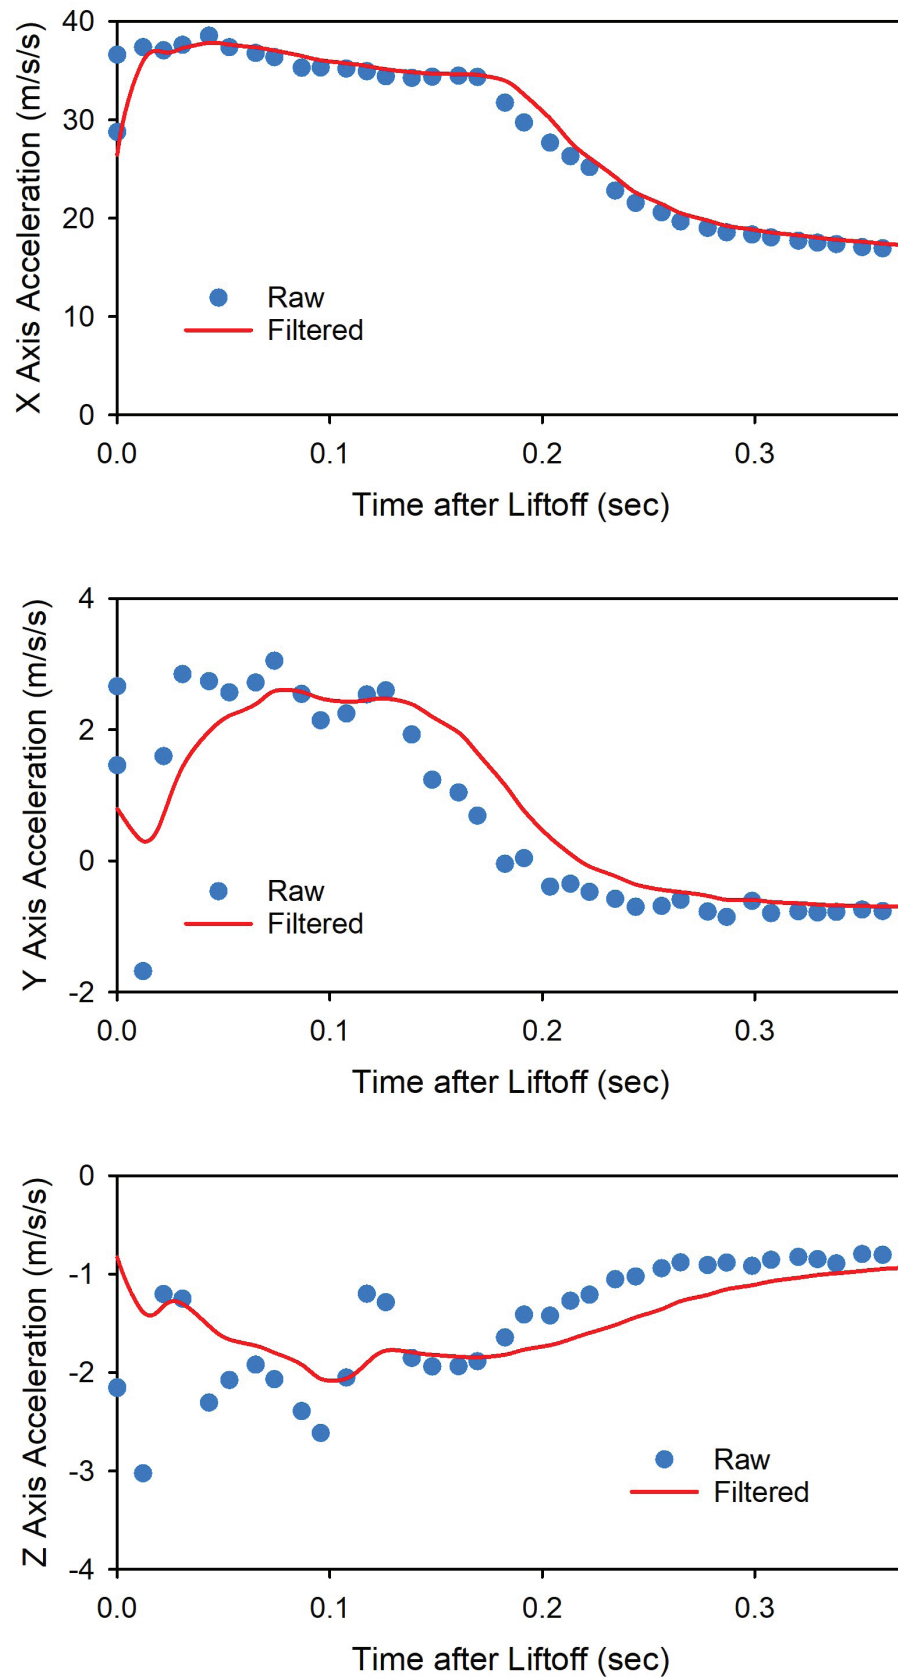 X Axis Acceleration (m/s/s)
40
30
20
10
0
Raw
Filtered
0.0 0.1 0.2 0.3
Time after Liftoff (sec)
Y Axis Acceleration (m/s/s)
4
2
0
-2
Raw
Filtered
0.0 0.1 0.2 0.3
Time after Liftoff (sec)
Z Axis Acceleration (m/s/s)
-0
-1
-2
-3
-4
Raw
Filtered
0.0 0.1 0.2 0.3
Time after Liftoff (sec)